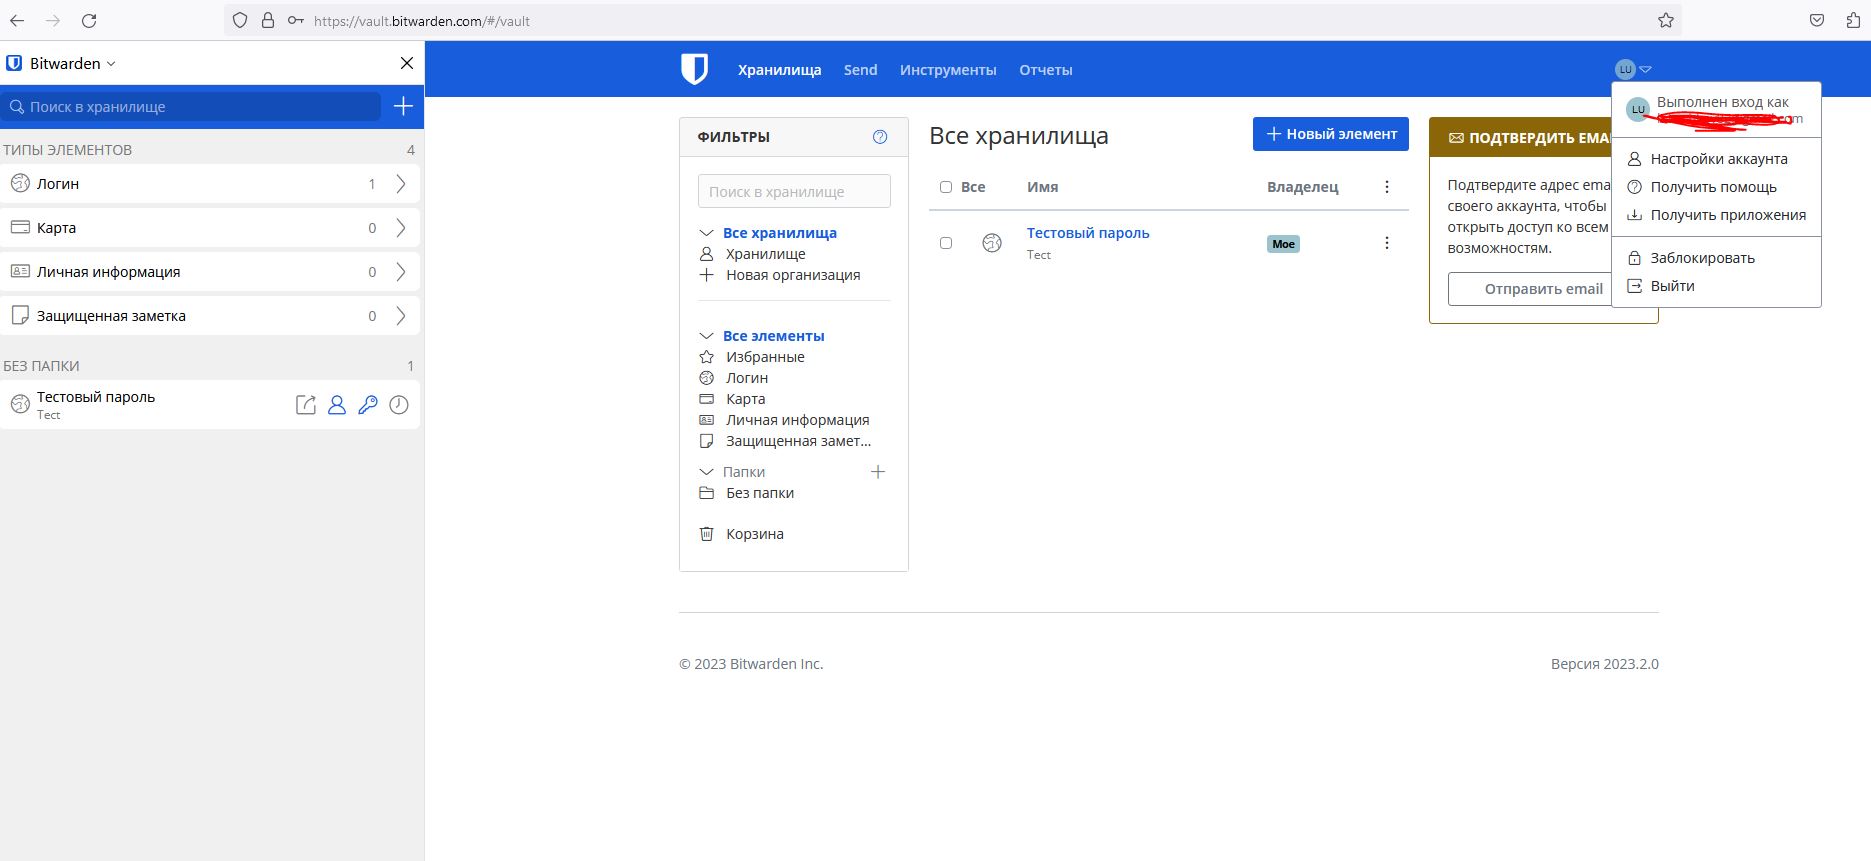 https://vault.bitwarden.com/#/vault
Bitwarden
Поиск в хранилище
ТИПЫ ЭЛЕМЕНТОВ 4
Логин 1
Карта 0
Личная информация 0
Защищенная заметка 0
БЕЗ ПАПКИ 1
Тестовый пароль
Тест
Хранилища Send Инструменты Отчеты
LU
ФИЛЬТРЫ
Поиск в хранилище
Все хранилища
Хранилище
Новая организация
Все элементы
Избранные
Логин
Карта
Личная информация
Защищенная замет...
Папки
Без папки
Корзина
Все хранилища
Новый элемент
Все Имя Владелец
Тестовый пароль
Тест
Мое
ПОДТВЕРДИТЬ EMA
Подтвердите адрес ema
своего аккаунта, чтобы
открыть доступ ко всем
возможностям.
Отправить email
LU
Выполнен вход как
om
Настройки аккаунта
Получить помощь
Получить приложения
Заблокировать
Выйти
© 2023 Bitwarden Inc.
Версия 2023.2.0